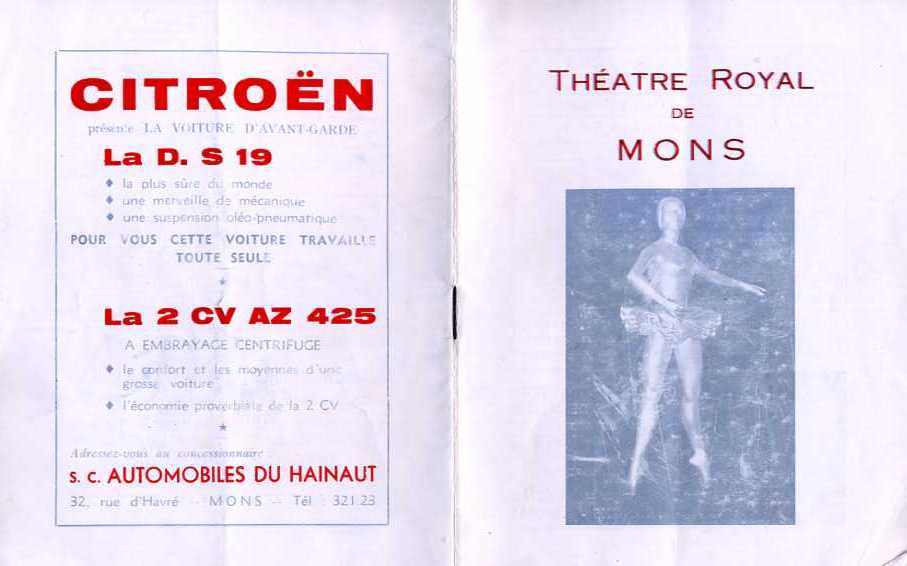 CITROËN
présente LA VOITURE D'AVANT-GARDE
La D. S 19
♦ la plus sûre du monde
♦ une merveille de mécanique
♦ une suspension oléo-pneumatique
POUR VOUS CETTE VOITURE TRAVAILLE
TOUTE SEULE
★
La 2 CV AZ 425
A EMBRAYAGE CENTRIFUGE
♦ le confort et les moyennes d'une
grosse voiture
♦ l'économie proverbiale de la 2 CV
★
Adressez-vous au concessionnaire :
s. c. AUTOMOBILES DU HAINAUT
32, rue d'Havré -- MONS -- Tél : 321.23
THÉATRE ROYAL
DE
MONS